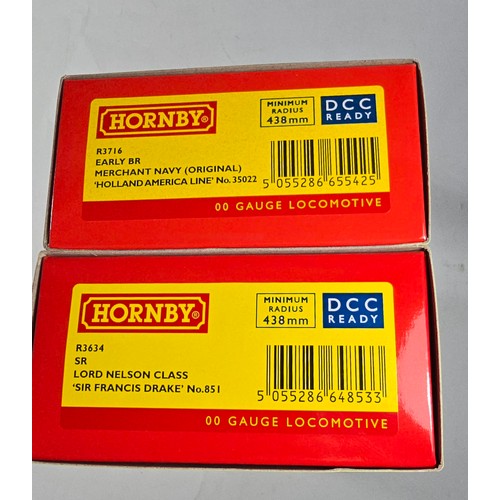 HORNBY®
MINIMUM
RADIUS
438mm
DCC
READY
R3716
EARLY BR
MERCHANT NAVY (ORIGINAL)
'HOLLAND AMERICA LINE' No.35022
5 055286 655425
00 GAUGE LOCOMOTIVE
HORNBY®
MINIMUM
RADIUS
438mm
DCC
READY
R3634
SR
LORD NELSON CLASS
'SIR FRANCIS DRAKE' No.851
5 055286 648533
00 GAUGE LOCOMOTIVE